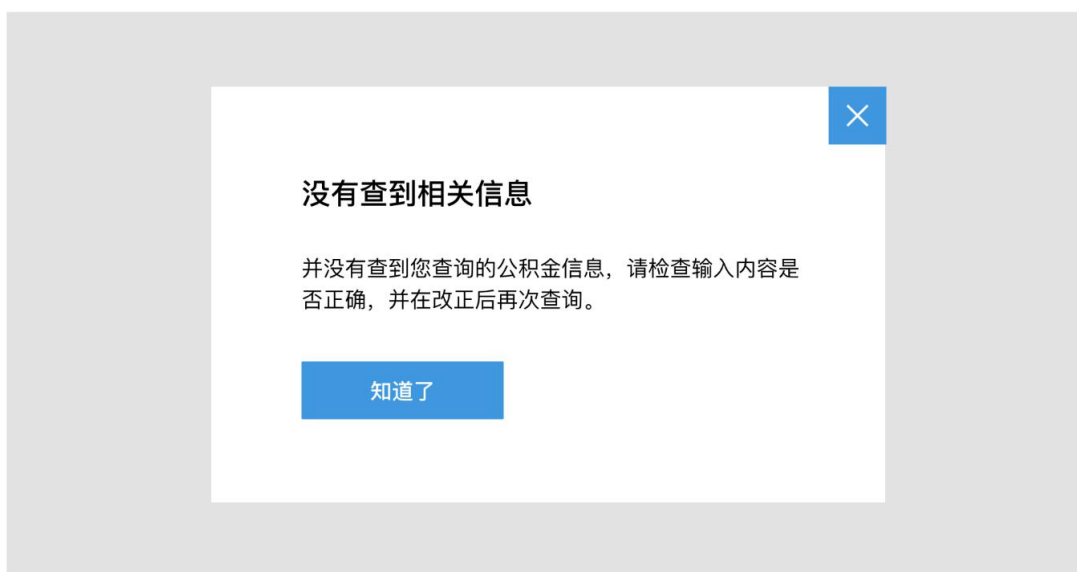 没有查到相关信息
并没有查到您查询的公积金信息，请检查输入内容是
否正确，并在改正后再次查询。
知道了